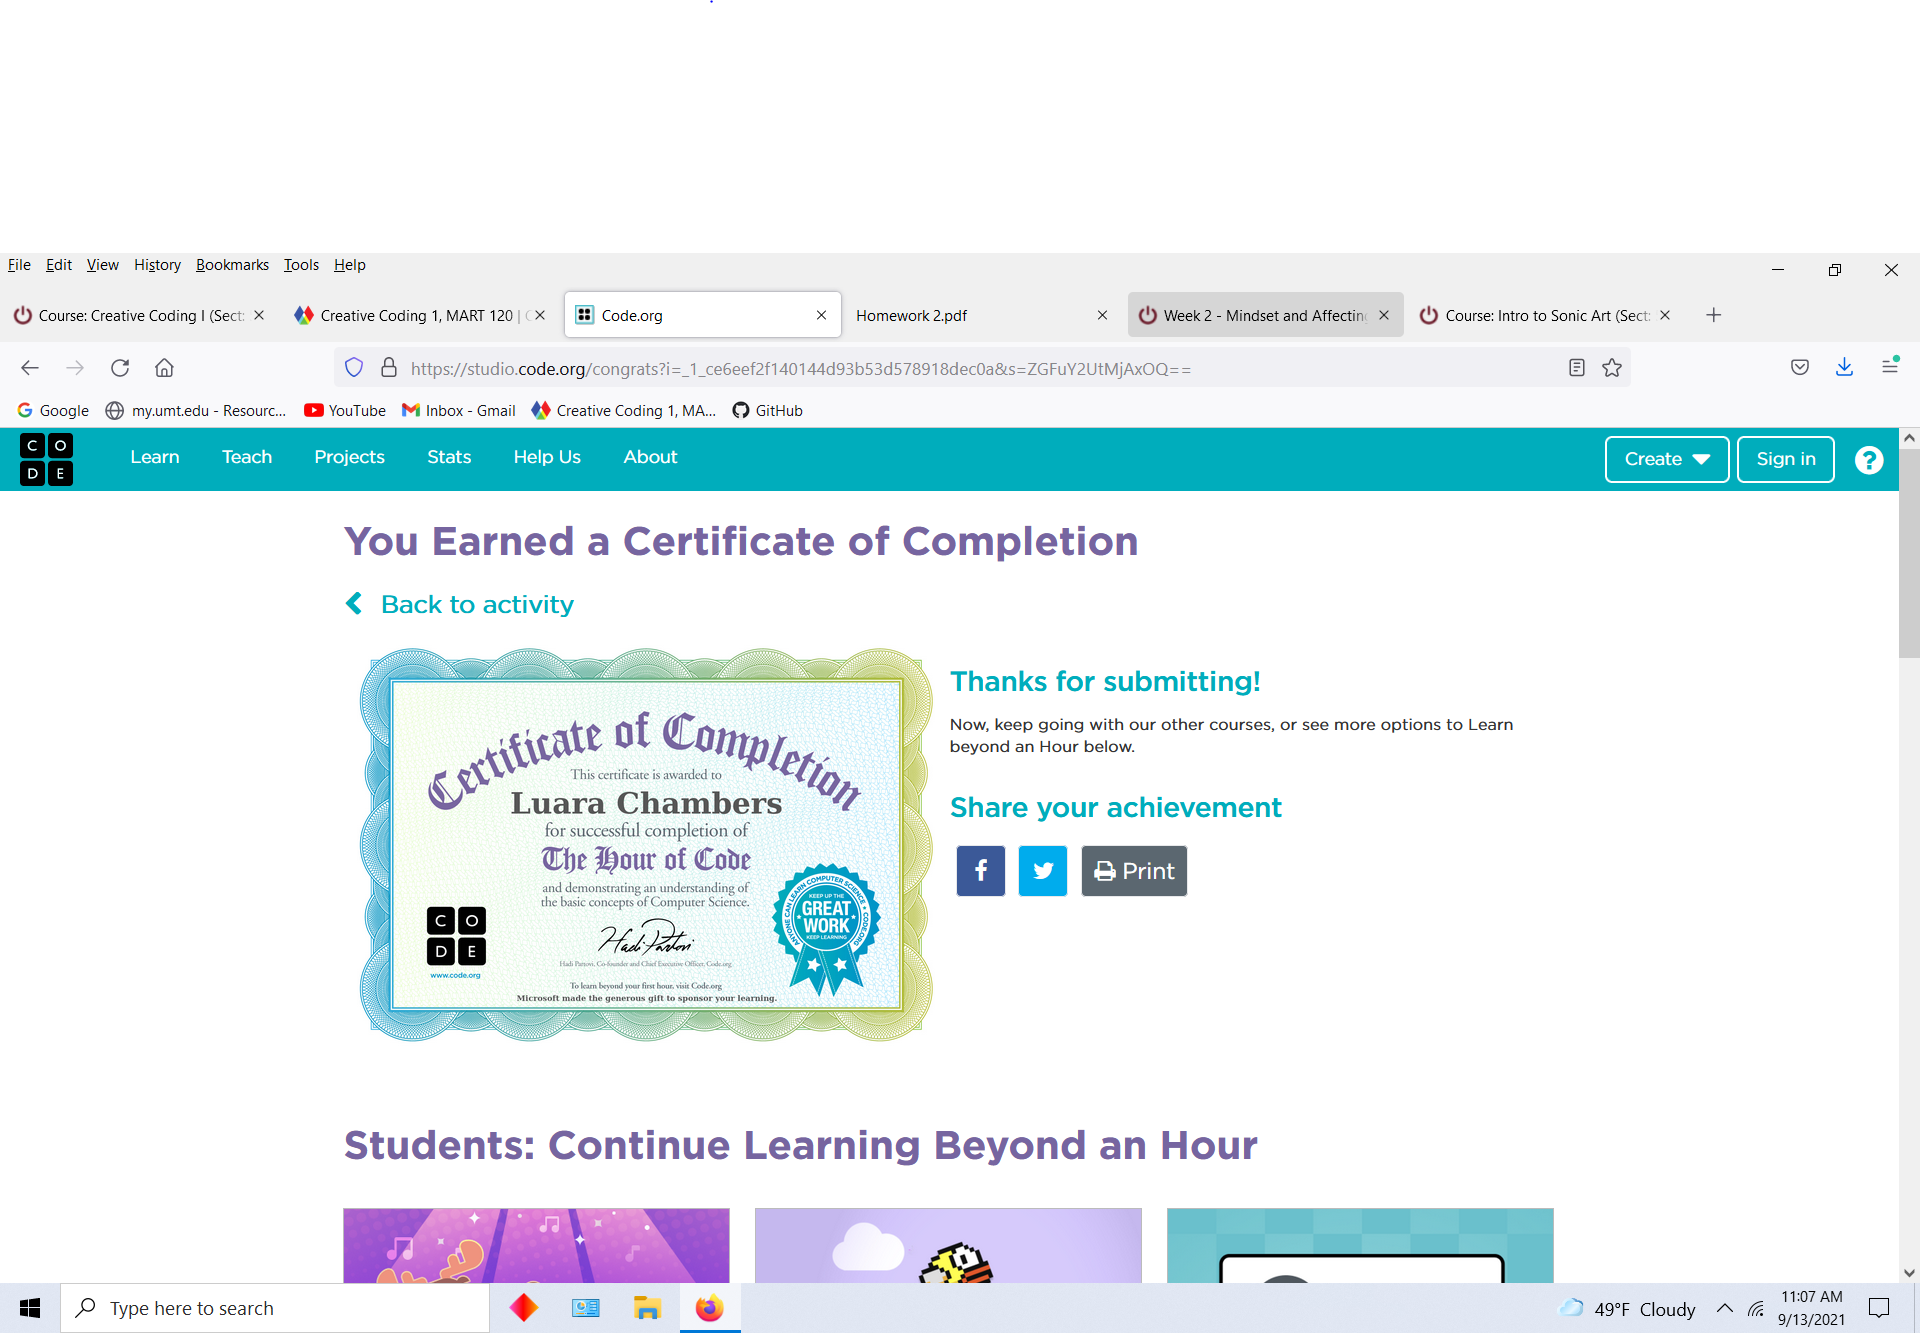 File Edit View History Bookmarks Tools Help
Course: Creative Coding I (Sect:
Creative Coding 1, MART 120 |
Code.org
Homework 2.pdf
Week 2 - Mindset and Affecting
Course: Intro to Sonic Art (Sect:
https://studio.code.org/congrats?i=_1_ce6eef2f140144d93b53d578918dec0a&s=ZGFuY2UtMjAxOQ==
Google my.umt.edu - Resourc... YouTube Inbox - Gmail Creative Coding 1, MA... GitHub
C O
D E
Learn Teach Projects Stats Help Us About Create Sign in ?
You Earned a Certificate of Completion
Back to activity
Certificate of Completion
This certificate is awarded to
Luara Chambers
for successful completion of
The Hour of Code
and demonstrating an understanding of
the basic concepts of Computer Science.
Hadi Partovi
Hadi Partovi, Co-founder and Chief Executive Officer, Code.org
To learn beyond your first hour, visit Code.org
Microsoft made the generous gift to sponsor your learning.
C O
D E
www.code.org
ANYONE CAN LEARN COMPUTER SCIENCE • CODE.ORG
KEEP UP THE
GREAT
WORK
KEEP LEARNING
Thanks for submitting!
Now, keep going with our other courses, or see more options to Learn
beyond an Hour below.
Share your achievement
f
Print
Students: Continue Learning Beyond an Hour
Type here to search
49°F Cloudy
11:07 AM
9/13/2021